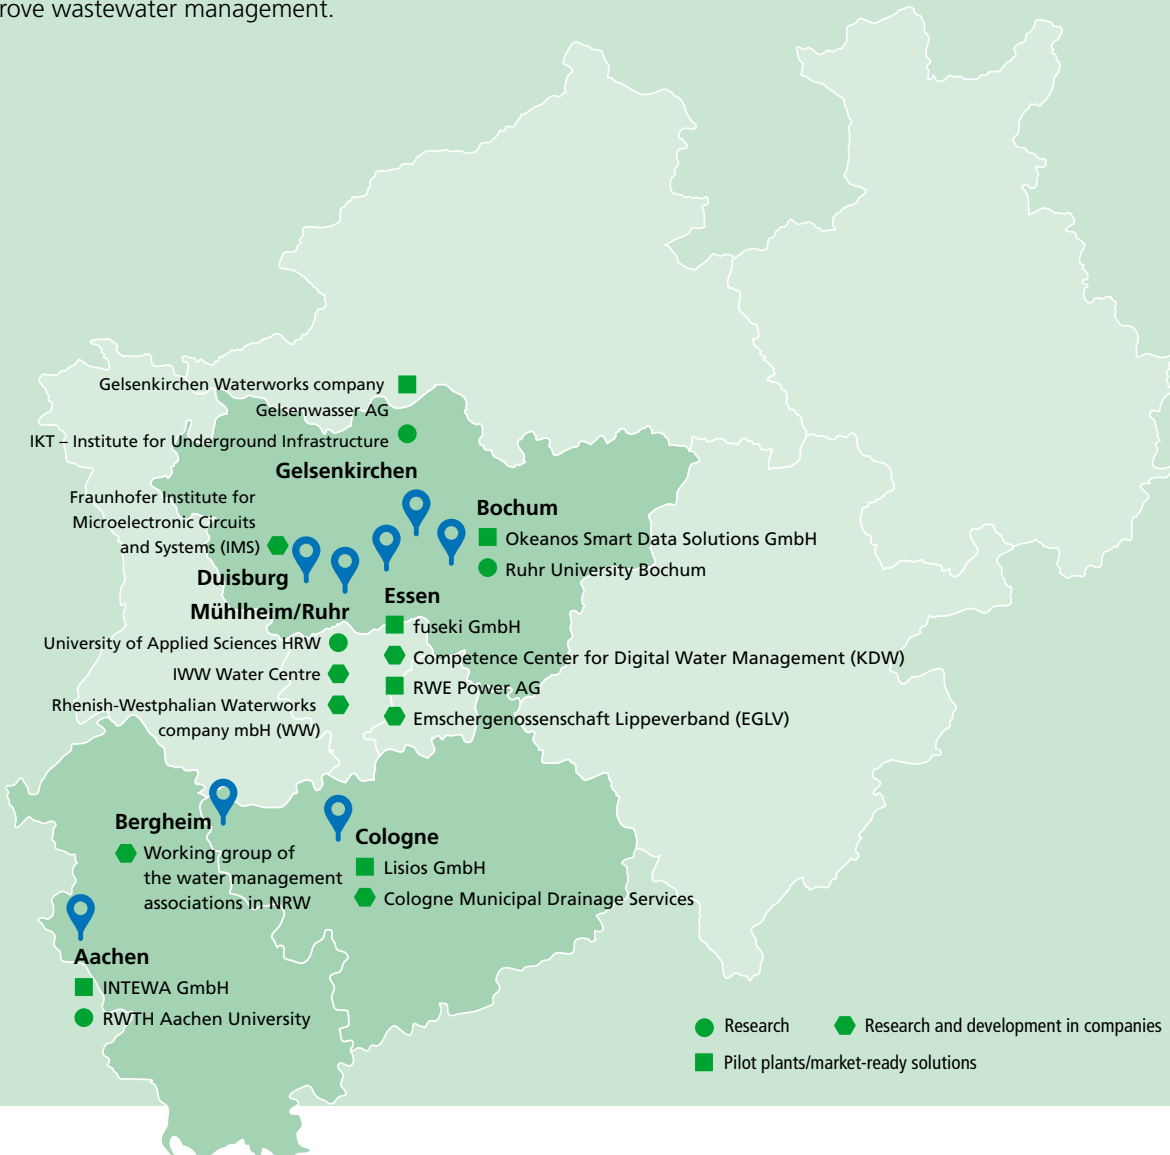 rove wastewater management.
Gelsenkirchen Waterworks company
Gelsenwasser AG
IKT – Institute for Underground Infrastructure
Gelsenkirchen
Fraunhofer Institute for
Microelectronic Circuits
and Systems (IMS)
Duisburg
Bochum
Okeanos Smart Data Solutions GmbH
Ruhr University Bochum
Mühlheim/Ruhr
University of Applied Sciences HRW
IWW Water Centre
Rhenish-Westphalian Waterworks
company mbH (WW)
Essen
fuseki GmbH
Competence Center for Digital Water Management (KDW)
RWE Power AG
Emschergenossenschaft Lippeverband (EGLV)
Bergheim
Working group of
the water management
associations in NRW
Cologne
Lisios GmbH
Cologne Municipal Drainage Services
Aachen
INTEWA GmbH
RWTH Aachen University
Research
Research and development in companies
Pilot plants/market-ready solutions